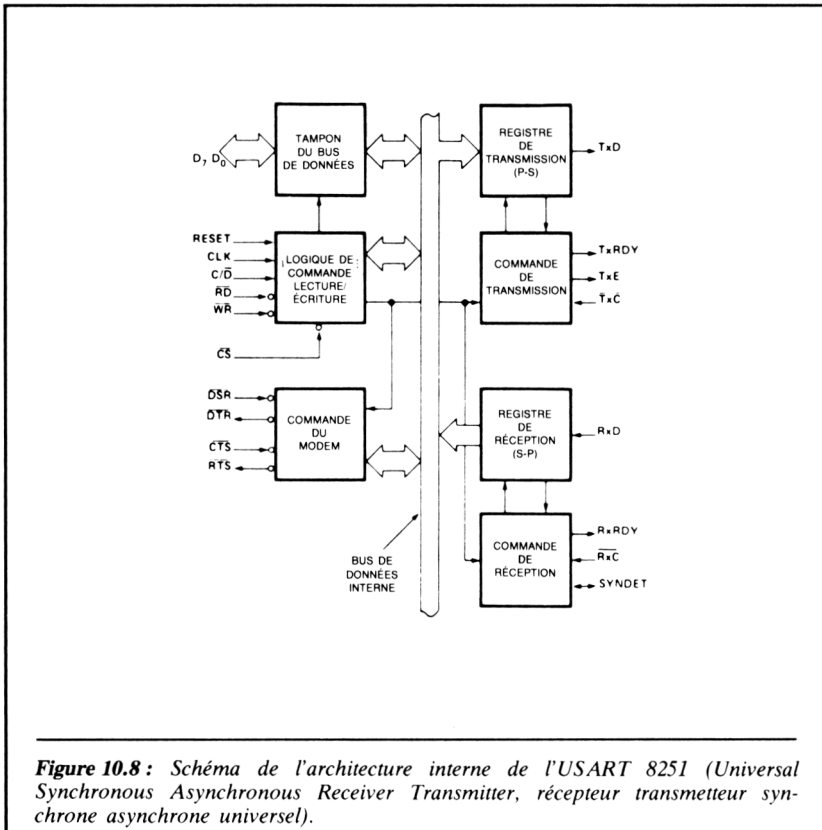 TAMPON
DU BUS
DE DONNÉES
D7 D0
REGISTRE
DE
TRANSMISSION
(P-S)
TxD
RESET
CLK
C/D̅
R̅D̅
W̅R̅
C̅S̅
LOGIQUE DE
COMMANDE
LECTURE/
ÉCRITURE
COMMANDE
DE
TRANSMISSION
TxRDY
TxE
T̅x̅C̅
D̅S̅R̅
D̅T̅R̅
C̅T̅S̅
R̅T̅S̅
COMMANDE
DU
MODEM
REGISTRE
DE
RÉCEPTION
(S-P)
RxD
BUS DE
DONNÉES
INTERNE
COMMANDE
DE
RÉCEPTION
RxRDY
R̅x̅C̅
SYNDET
Figure 10.8 : Schéma de l'architecture interne de l'USART 8251 (Universal
Synchronous Asynchronous Receiver Transmitter, récepteur transmetteur syn-
chrone asynchrone universel).